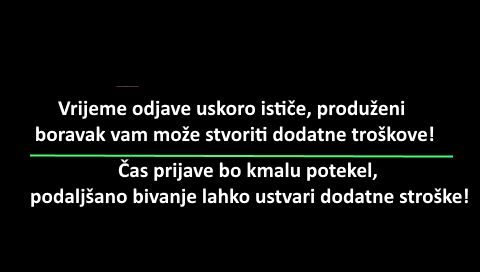 Vrijeme odjave uskoro ističe, produženi
boravak vam može stvoriti dodatne troškove!
Čas prijave bo kmalu potekel,
podaljšano bivanje lahko ustvari dodatne stroške!